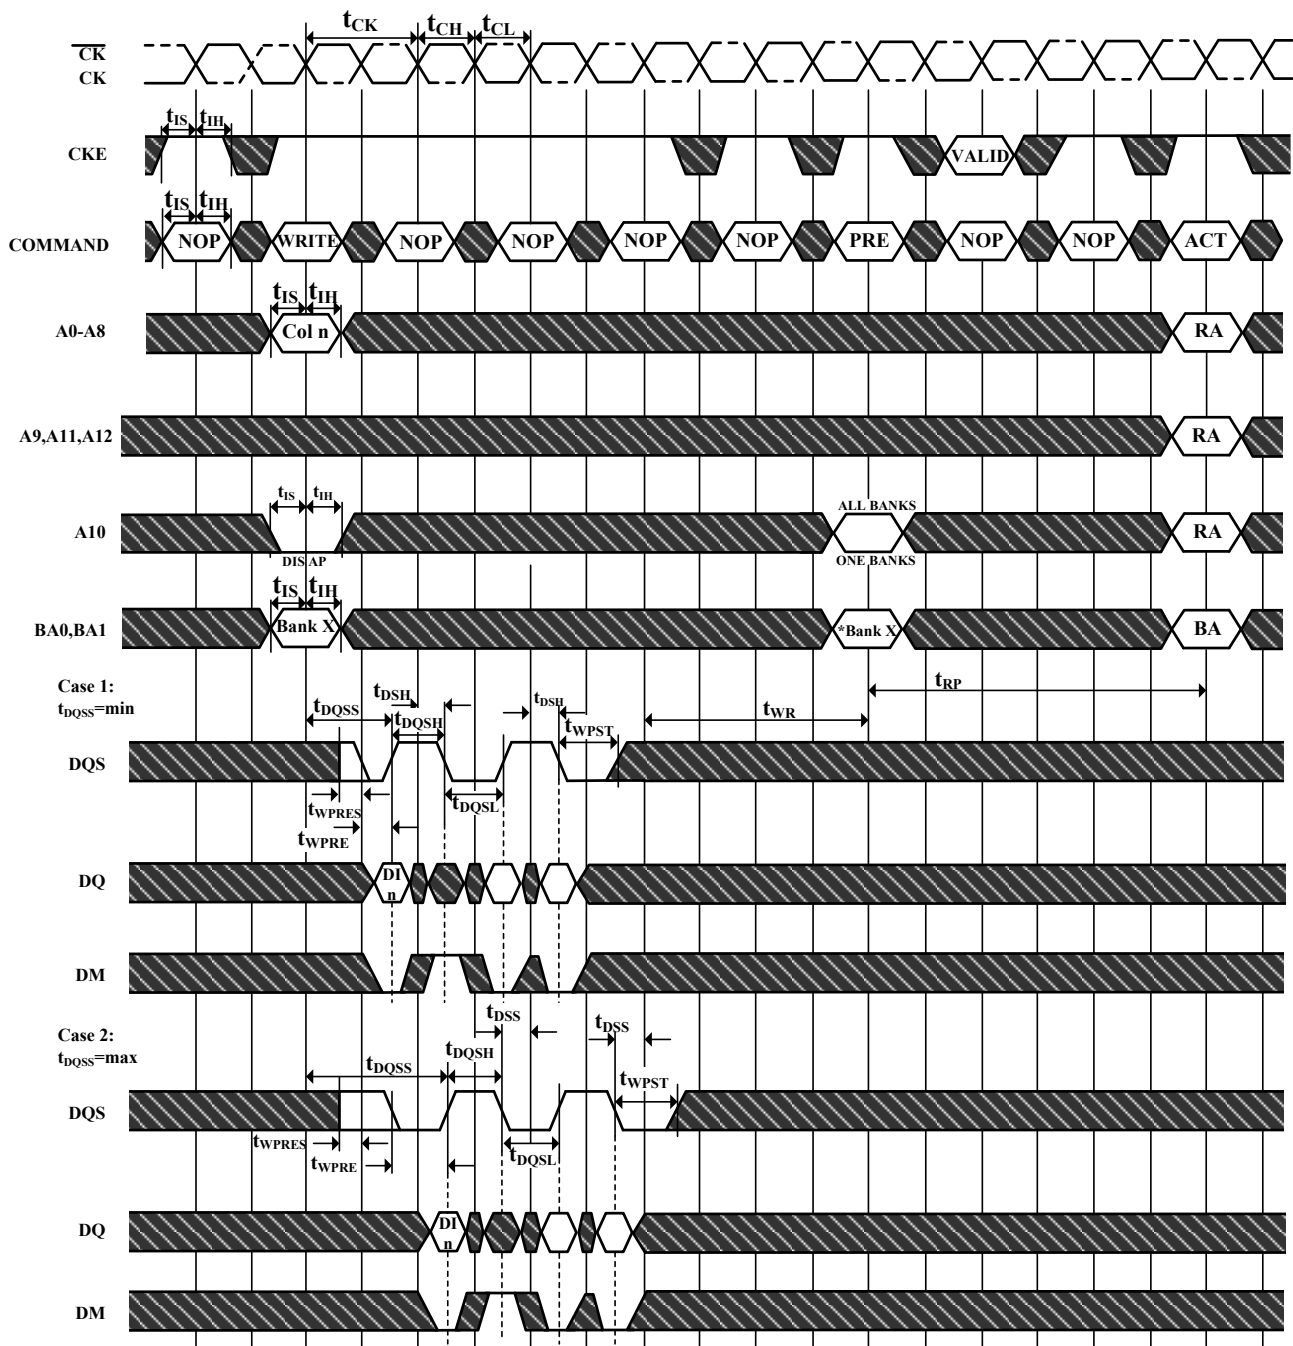 tCK tCH tCL
CK
CK
tIS tIH
CKE VALID
tIS tIH
COMMAND NOP WRITE NOP NOP NOP NOP PRE NOP NOP ACT
tIS tIH
A0-A8 Col n RA
A9,A11,A12 RA
tIS tIH ALL BANKS
A10 RA
DIS AP ONE BANKS
tIS tIH
BA0,BA1 Bank X *Bank X BA
Case 1:
tDQSS=min
tDSH tDSH tRP
tDQSS tDQSH tWPST tWR
DQS
tWPRES tDQSL
tWPRE
DQ DI
n
DM
Case 2:
tDQSS=max
tDSS tDSS
tDQSS tDQSH tWPST
DQS
tWPRES tWPRE tDQSL
DQ DI
n
DM